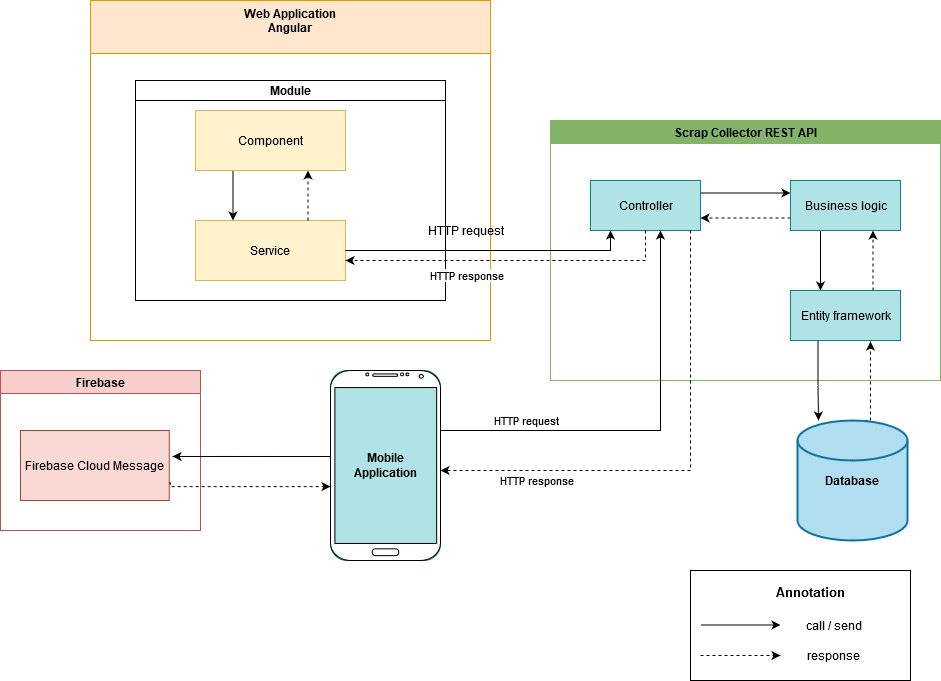 Web Application
Angular
Module
Component
Service
HTTP request
HTTP response
Scrap Collector REST API
Controller
Business logic
Entity framework
Database
Firebase
Firebase Cloud Message
Mobile
Application
HTTP request
HTTP response
Annotation
call / send
response